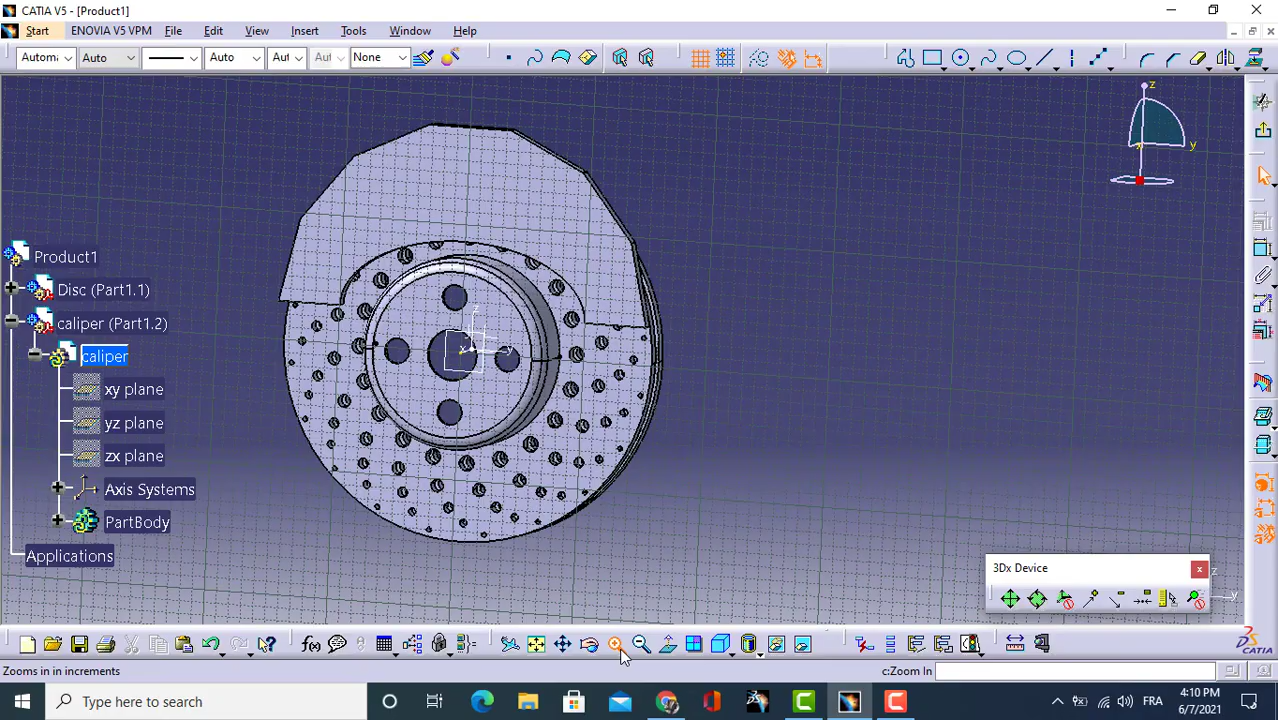 CATIA V5 - [Product1]
Start ENOVIA V5 VPM File Edit View Insert Tools Window Help
Automa Auto Auto Aut Aut None
z
x y
Product1
Disc (Part1.1)
caliper (Part1.2)
caliper
xy plane
yz plane
zx plane
Axis Systems
PartBody
Applications
z
x y
3Dx Device
z
y
f(x)
CATIA
Zooms in in increments c:Zoom In
Type here to search
FRA
4:10 PM
6/7/2021